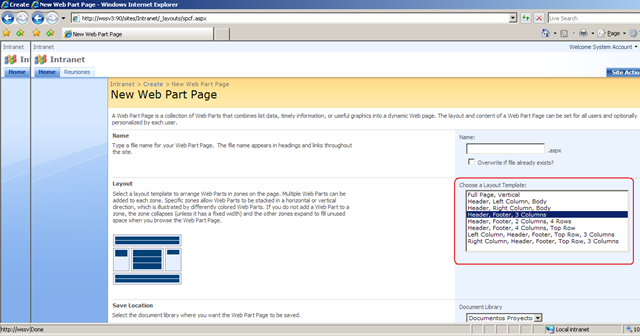 Create
New Web Part Page - Windows Internet Explorer
http://wssv3:90/sites/Intranet/_layouts/spcf.aspx
Live Search
New Web Part Page
Page
Intranet
Intranet
Welcome System Account
Intranet
Home
Home
Reuniones
Site Actio
Intranet > Create > New Web Part Page
New Web Part Page
A Web Part Page is a collection of Web Parts that combines list data, timely information, or useful graphics into a dynamic Web page. The layout and content of a Web Part Page can be set for all users and optionally
personalized by each user.
Name
Type a file name for your Web Part Page. The file name appears in headings and links throughout
the site.
Name:
.aspx
Overwrite if file already exists?
Layout
Select a layout template to arrange Web Parts in zones on the page. Multiple Web Parts can be
added to each zone. Specific zones allow Web Parts to be stacked in a horizontal or vertical
direction, which is illustrated by differently colored Web Parts. If you do not add a Web Part to a
zone, the zone collapses (unless it has a fixed width) and the other zones expand to fill unused
space when you browse the Web Part Page.
Choose a Layout Template:
Full Page, Vertical
Header, Left Column, Body
Header, Right Column, Body
Header, Footer, 3 Columns
Header, Footer, 2 Columns, 4 Rows
Header, Footer, 4 Columns, Top Row
Left Column, Header, Footer, Top Row, 3 Columns
Right Column, Header, Footer, Top Row, 3 Columns
Save Location
Select the document library where you want the Web Part Page to be saved.
Document Library
Documentos Proyecto
http://wssv
Done
Local intranet